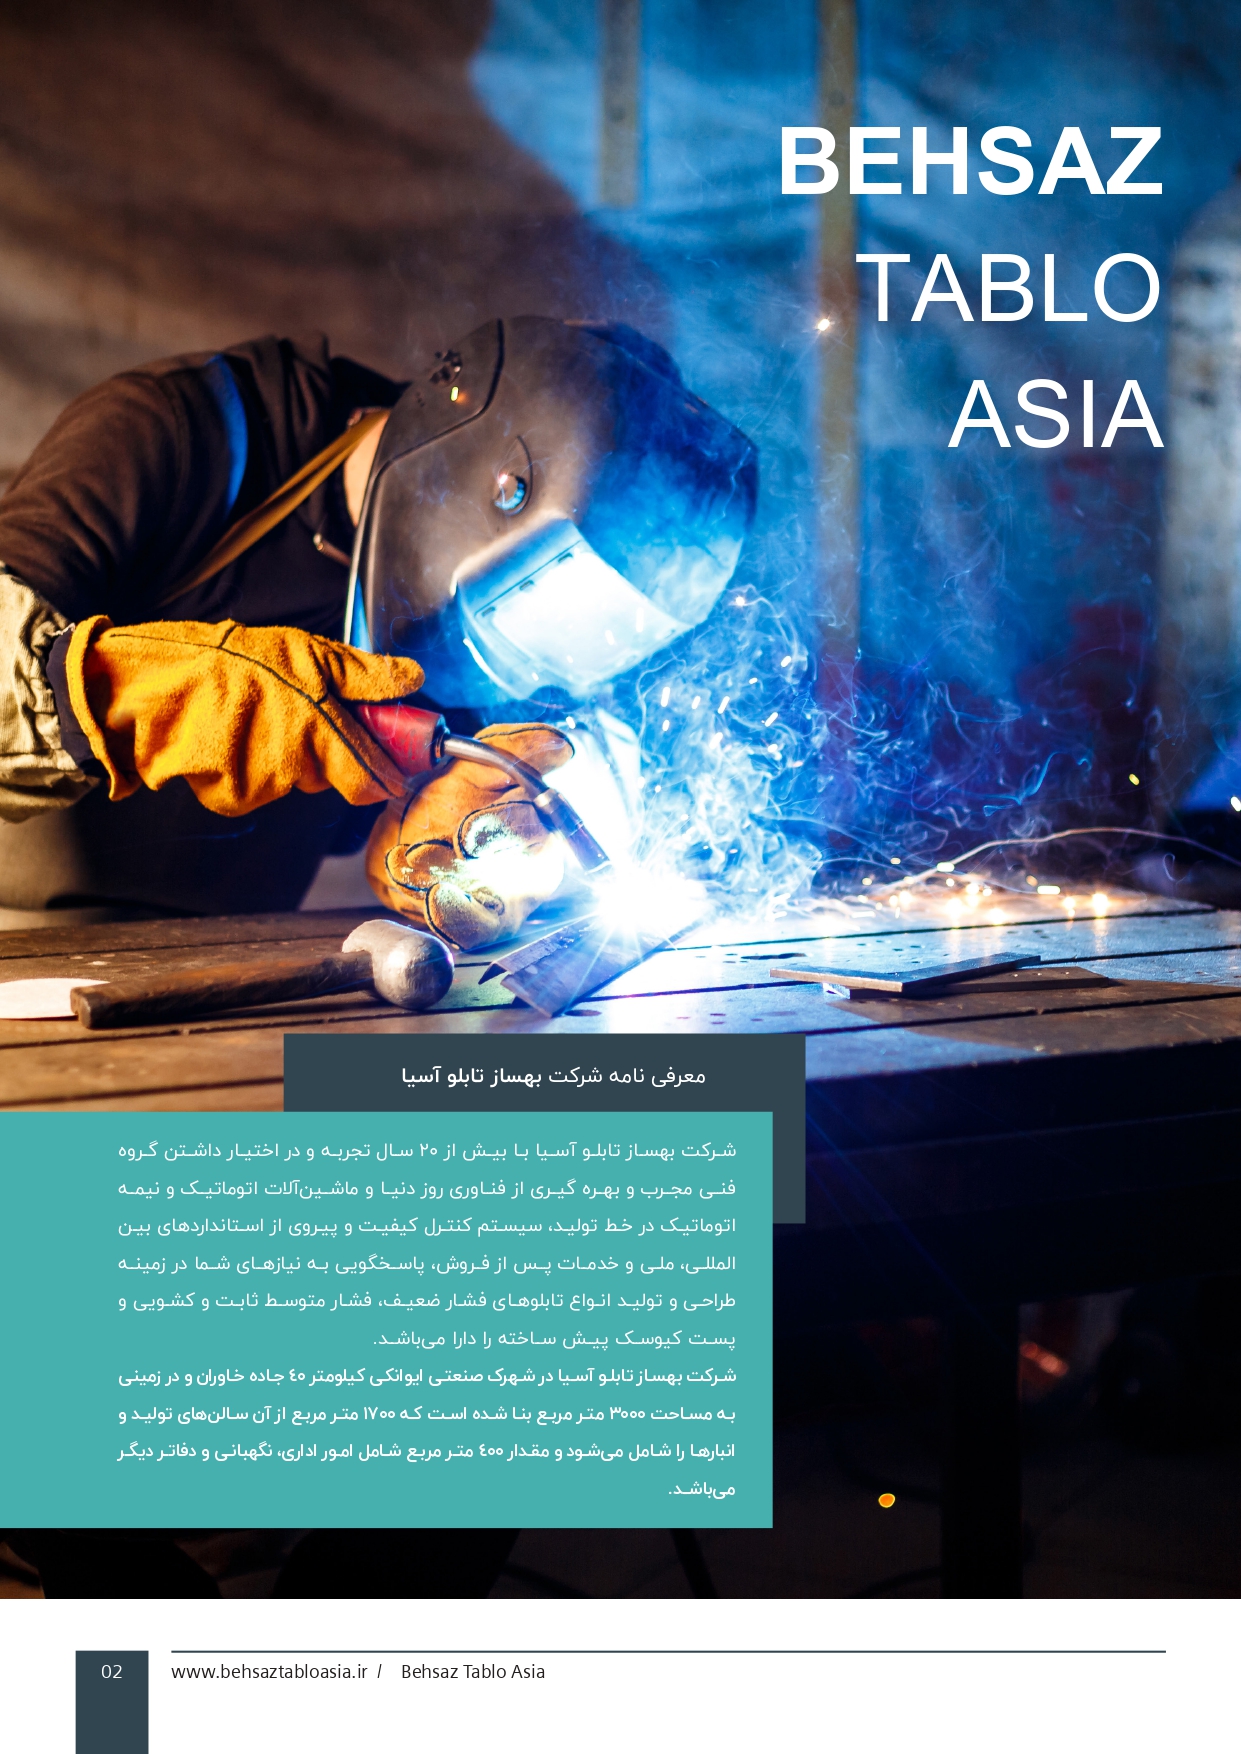 BEHSAZ
TABLO
ASIA
معرفی نامه شرکت بهساز تابلو آسیا
شرکت بهساز تابلو آسیا با بیش از ۲۰ سال تجربه و در اختیار داشتن گروه
فنی مجرب و بهره گیری از فناوری روز دنیا و ماشین‌آلات اتوماتیک و نیمه
اتوماتیک در خط تولید، سیستم کنترل کیفیت و پیروی از استانداردهای بین
المللی، ملی و خدمات پس از فروش، پاسخگویی به نیازهای شما در زمینه
طراحی و تولید انواع تابلوهای فشار ضعیف، فشار متوسط ثابت و کشویی و
پست کیوسک پیش ساخته را دارا می‌باشد.
شرکت بهساز تابلو آسیا در شهرک صنعتی ایوانکی کیلومتر ٤٠ جاده خاوران و در زمینی
به مساحت ۳۰۰۰ متر مربع بنا شده است که ۱۷۰۰ متر مربع از آن سالن‌های تولید و
انبارها را شامل می‌شود و مقدار ٤٠٠ متر مربع شامل امور اداری، نگهبانی و دفاتر دیگر
می‌باشد.
02 www.behsaztabloasia.ir / Behsaz Tablo Asia